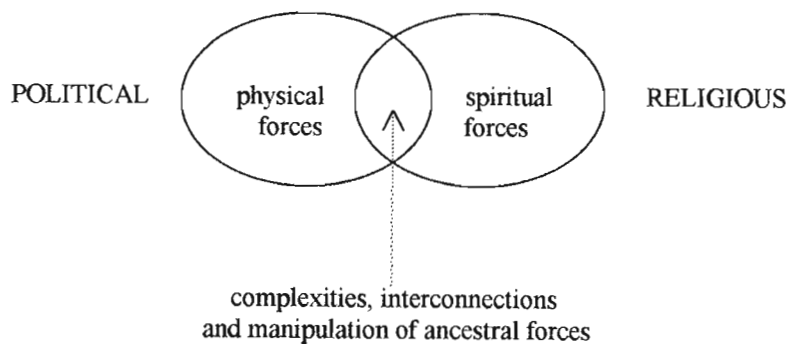 POLITICAL
physical
forces
spiritual
forces
RELIGIOUS
complexities, interconnections
and manipulation of ancestral forces